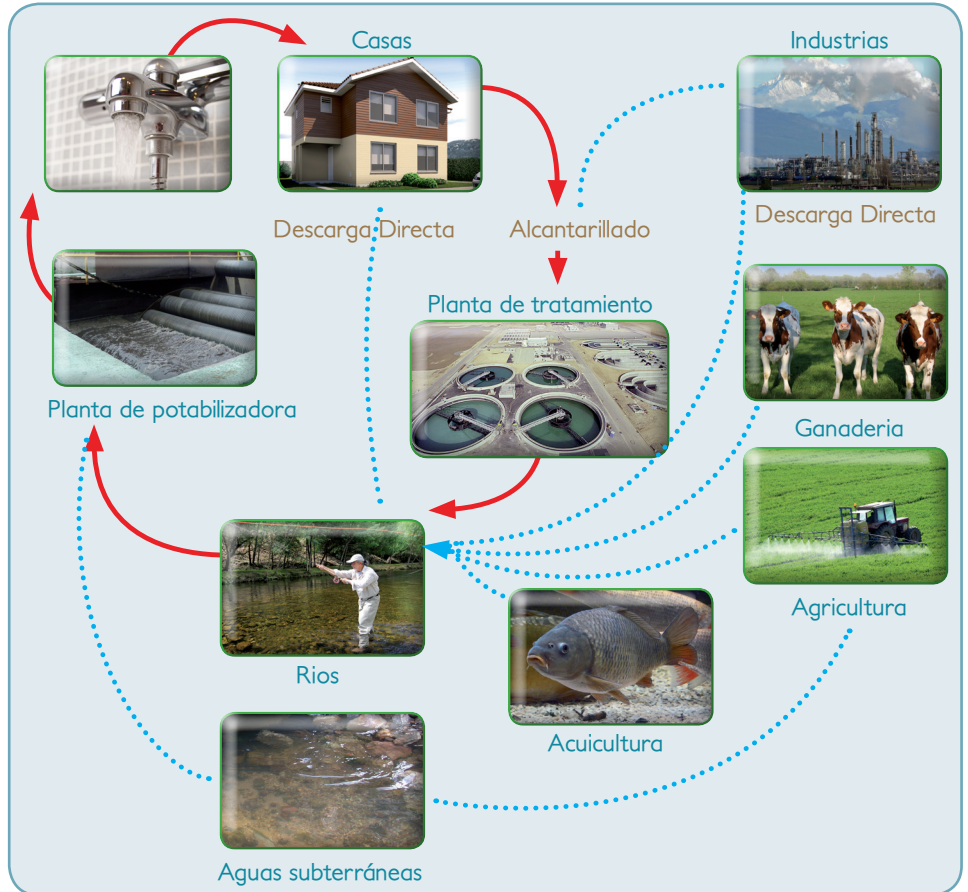 Casas
Industrias
Descarga Directa
Alcantarillado
Descarga Directa
Planta de tratamiento
Planta de potabilizadora
Ganaderia
Agricultura
Rios
Acuicultura
Aguas subterráneas